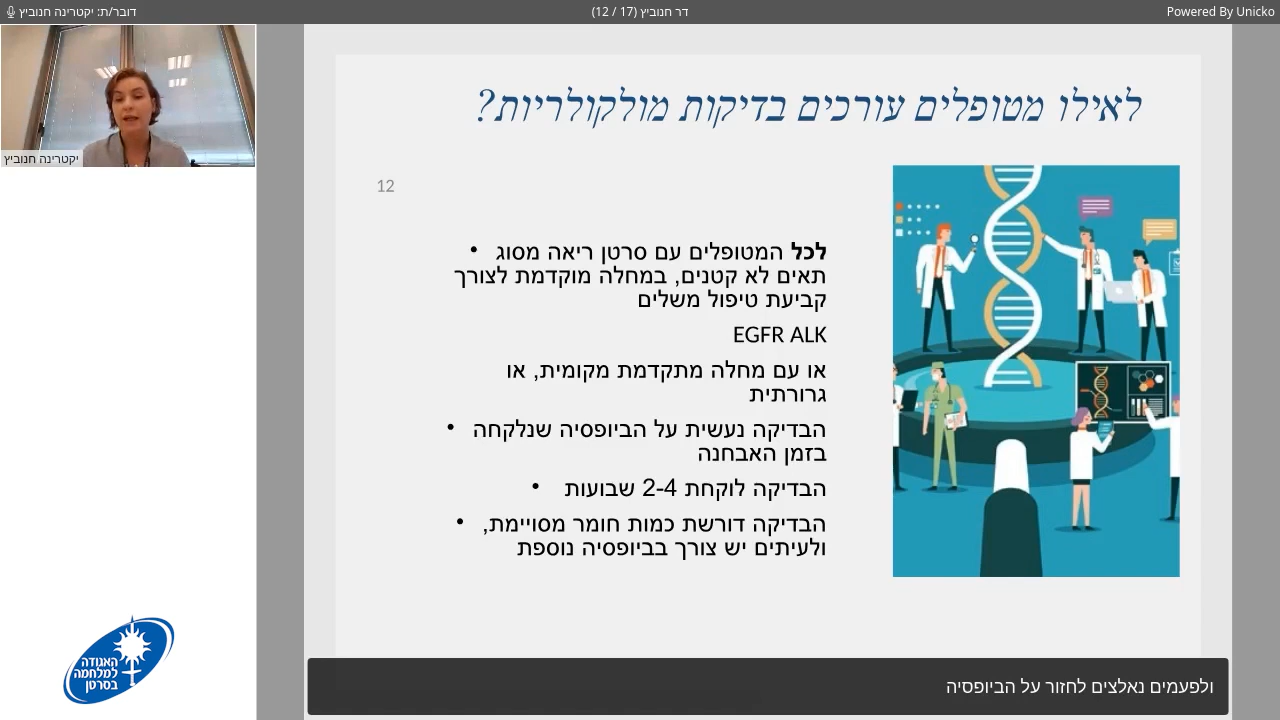 דובר/ת: יקטרינה חנוביץ
דר חנוביץ (17 / 12)
Powered By Unicko
יקטרינה חנוביץ
לאילו מטופלים עורכים בדיקות מולקולריות?
12
• לכל המטופלים עם סרטן ריאה מסוג
תאים לא קטנים, במחלה מוקדמת לצורך
קביעת טיפול משלים
EGFR ALK
או עם מחלה מתקדמת מקומית, או
גרורתית
• הבדיקה נעשית על הביופסיה שנלקחה
בזמן האבחנה
• הבדיקה לוקחת 2-4 שבועות
• הבדיקה דורשת כמות חומר מסויימת,
ולעיתים יש צורך בביופסיה נוספת
האגודה
למלחמה
בסרטן
ולפעמים נאלצים לחזור על הביופסיה